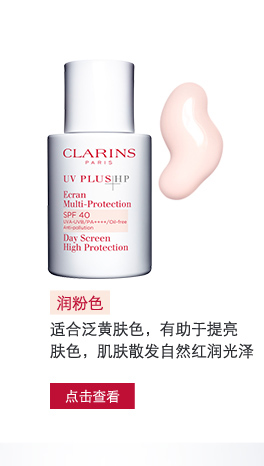 CLARINS
PARIS
UV PLUS HP
Ecran
Multi-Protection
SPF 40
UVA-UVB/PA++++/Oil-free
Anti-pollution
Day Screen
High Protection
润粉色
适合泛黄肤色，有助于提亮
肤色，肌肤散发自然红润光泽
点击查看